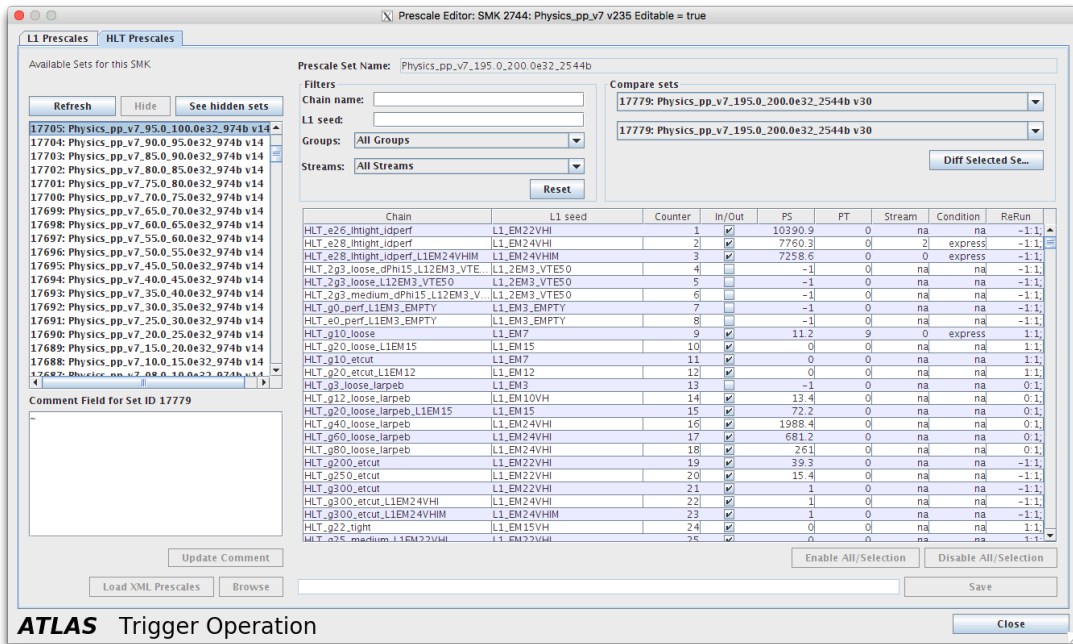 Prescale Editor: SMK 2744: Physics_pp_v7 v235 Editable = true
L1 Prescales HLT Prescales
Available Sets for this SMK
Prescale Set Name: Physics_pp_v7_195.0_200.0e32_2544b
Refresh Hide See hidden sets
17705: Physics_pp_v7_95.0_100.0e32_974b v14
17704: Physics_pp_v7_90.0_95.0e32_974b v14
17703: Physics_pp_v7_85.0_90.0e32_974b v14
17702: Physics_pp_v7_80.0_85.0e32_974b v14
17701: Physics_pp_v7_75.0_80.0e32_974b v14
17700: Physics_pp_v7_70.0_75.0e32_974b v14
17699: Physics_pp_v7_65.0_70.0e32_974b v14
17698: Physics_pp_v7_60.0_65.0e32_974b v14
17697: Physics_pp_v7_55.0_60.0e32_974b v14
17696: Physics_pp_v7_50.0_55.0e32_974b v14
17695: Physics_pp_v7_45.0_50.0e32_974b v14
17694: Physics_pp_v7_40.0_45.0e32_974b v14
17693: Physics_pp_v7_35.0_40.0e32_974b v14
17692: Physics_pp_v7_30.0_35.0e32_974b v14
17691: Physics_pp_v7_25.0_30.0e32_974b v14
17690: Physics_pp_v7_20.0_25.0e32_974b v14
17689: Physics_pp_v7_15.0_20.0e32_974b v14
17688: Physics_pp_v7_10.0_15.0e32_974b v14
17687: Physics_pp_v7_08.0_10.0e32_974b v12
Comment Field for Set ID 17779
~
Update Comment
Load XML Prescales Browse
Filters
Chain name:
L1 seed:
Groups: All Groups
Streams: All Streams
Reset
Compare sets
17779: Physics_pp_v7_195.0_200.0e32_2544b v30
17779: Physics_pp_v7_195.0_200.0e32_2544b v30
Diff Selected Se...
Chain L1 seed Counter In/Out PS PT Stream Condition ReRun
HLT_e26_lhtight_idperf L1_EM22VHI 1 10390.9 0 na na -1:1;
HLT_e28_lhtight_idperf L1_EM24VHI 2 7760.3 0 2 express -1:1;
HLT_e28_lhtight_idperf_L1EM24VHIM L1_EM24VHIM 3 7258.6 0 0 express -1:1;
HLT_2g3_loose_dPhi15_L12EM3_VTE... L1_2EM3_VTE50 4 -1 0 na na -1:1;
HLT_2g3_loose_L12EM3_VTE50 L1_2EM3_VTE50 5 -1 0 na na -1:1;
HLT_2g3_medium_dPhi15_L12EM3_V... L1_2EM3_VTE50 6 -1 0 na na -1:1;
HLT_g0_perf_L1EM3_EMPTY L1_EM3_EMPTY 7 -1 0 na na -1:1;
HLT_e0_perf_L1EM3_EMPTY L1_EM3_EMPTY 8 -1 0 na na -1:1;
HLT_g10_loose L1_EM7 9 11.2 9 0 express 1:1;
HLT_g20_loose_L1EM15 L1_EM15 10 0 0 na na 1:1;
HLT_g10_etcut L1_EM7 11 0 0 na na 1:1;
HLT_g20_etcut_L1EM12 L1_EM12 12 0 0 na na 1:1;
HLT_g3_loose_larpeb L1_EM3 13 -1 0 na na 0:1;
HLT_g12_loose_larpeb L1_EM10VH 14 13.4 0 na na 0:1;
HLT_g20_loose_larpeb_L1EM15 L1_EM15 15 72.2 0 na na 0:1;
HLT_g40_loose_larpeb L1_EM24VHI 16 1988.4 0 na na 0:1;
HLT_g60_loose_larpeb L1_EM24VHI 17 681.2 0 na na 0:1;
HLT_g80_loose_larpeb L1_EM24VHI 18 261 0 na na 0:1;
HLT_g200_etcut L1_EM22VHI 19 39.3 0 na na -1:1;
HLT_g250_etcut L1_EM22VHI 20 15.4 0 na na -1:1;
HLT_g300_etcut L1_EM22VHI 21 1 0 na na -1:1;
HLT_g300_etcut_L1EM24VHI L1_EM24VHI 22 1 0 na na -1:1;
HLT_g300_etcut_L1EM24VHIM L1_EM24VHIM 23 1 0 na na -1:1;
HLT_g22_tight L1_EM15VH 24 0 0 na na 1:1;
HLT_g25_medium_L1EM22VHI L1_EM22VHI 25 0 0 na na 1:1;
Enable All/Selection Disable All/Selection
Save
ATLAS Trigger Operation
Close